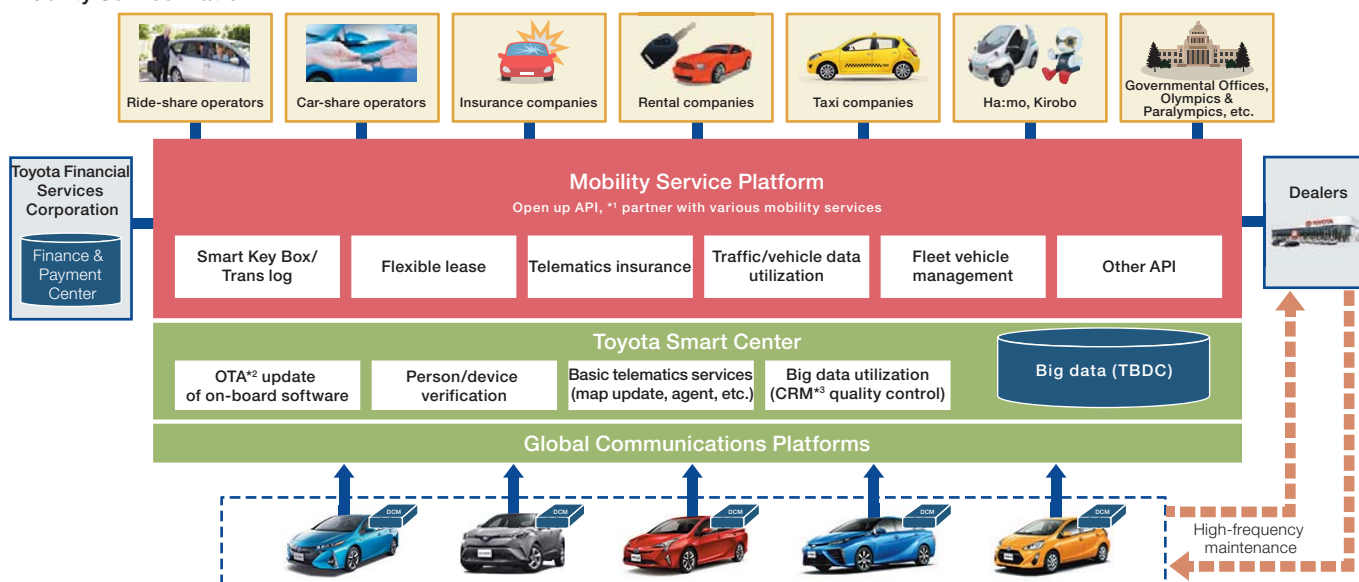 Ride-share operators
Car-share operators
Insurance companies
Rental companies
Taxi companies
Ha:mo, Kirobo
Governmental Offices,
Olympics &
Paralympics, etc.
Toyota Financial
Services
Corporation
Finance &
Payment
Center
Mobility Service Platform
Open up API, *1 partner with various mobility services
Smart Key Box/
Trans log
Flexible lease
Telematics insurance
Traffic/vehicle data
utilization
Fleet vehicle
management
Other API
Dealers
TOYOTA
Toyota Smart Center
OTA*2 update
of on-board software
Person/device
verification
Basic telematics services
(map update, agent, etc.)
Big data utilization
(CRM*3 quality control)
Big data (TBDC)
Global Communications Platforms
DCM
DCM
DCM
DCM
DCM
High-frequency
maintenance